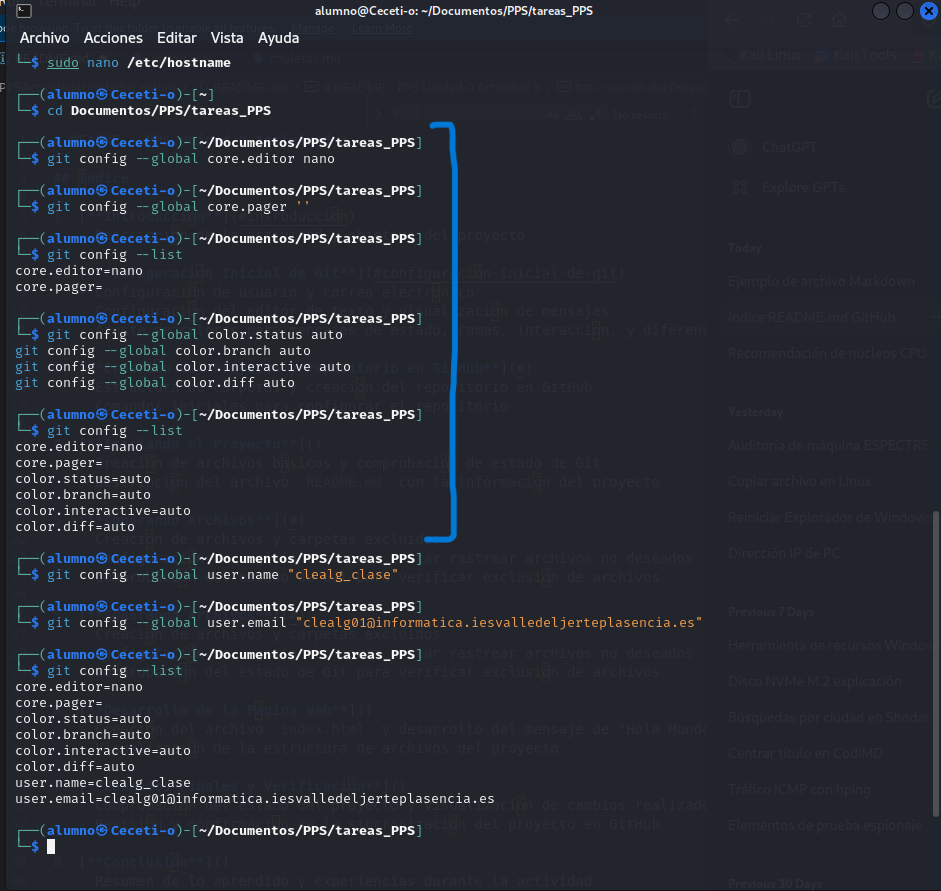 alumno@Ceceti-o: ~/Documentos/PPS/tareas_PPS
Archivo Acciones Editar Vista Ayuda
└─$ sudo nano /etc/hostname
┌──(alumno㉿Ceceti-o)-[~]
└─$ cd Documentos/PPS/tareas_PPS
┌──(alumno㉿Ceceti-o)-[~/Documentos/PPS/tareas_PPS]
└─$ git config --global core.editor nano
┌──(alumno㉿Ceceti-o)-[~/Documentos/PPS/tareas_PPS]
└─$ git config --global core.pager ''
┌──(alumno㉿Ceceti-o)-[~/Documentos/PPS/tareas_PPS]
└─$ git config --list
core.editor=nano
core.pager=
┌──(alumno㉿Ceceti-o)-[~/Documentos/PPS/tareas_PPS]
└─$ git config --global color.status auto
git config --global color.branch auto
git config --global color.interactive auto
git config --global color.diff auto
┌──(alumno㉿Ceceti-o)-[~/Documentos/PPS/tareas_PPS]
└─$ git config --list
core.editor=nano
core.pager=
color.status=auto
color.branch=auto
color.interactive=auto
color.diff=auto
┌──(alumno㉿Ceceti-o)-[~/Documentos/PPS/tareas_PPS]
└─$ git config --global user.name "clealg_clase"
┌──(alumno㉿Ceceti-o)-[~/Documentos/PPS/tareas_PPS]
└─$ git config --global user.email "clealg01@informatica.iesvalledeljerteplasencia.es"
┌──(alumno㉿Ceceti-o)-[~/Documentos/PPS/tareas_PPS]
└─$ git config --list
core.editor=nano
core.pager=
color.status=auto
color.branch=auto
color.interactive=auto
color.diff=auto
user.name=clealg_clase
user.email=clealg01@informatica.iesvalledeljerteplasencia.es
┌──(alumno㉿Ceceti-o)-[~/Documentos/PPS/tareas_PPS]
└─$
Kali Linux Kali Tools
ChatGPT
Explore GPTs
Today
Ejemplo de archivo Markdown
Indice README.md GitHub
Recomendación de núcleos CPU
Yesterday
Auditoría de máquina ESPECTRE
Copiar archivo en Linux
Reiniciar Explorador de Windows
Dirección IP de PC
Previous 7 Days
Herramienta de recursos Windo
Disco NVMe M.2 explicación
Búsquedas por ciudad en Shodan
Centrar título en CodiMD
Tráfico ICMP con hping
Elementos de prueba espionaje
Previous 30 Days